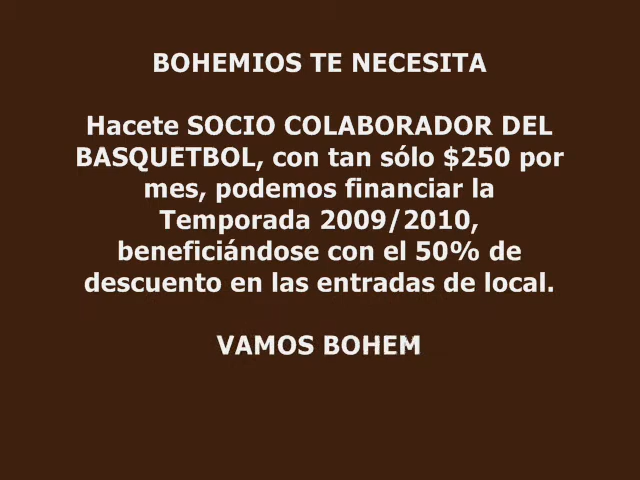 BOHEMIOS TE NECESITA
Hacete SOCIO COLABORADOR DEL
BASQUETBOL, con tan sólo $250 por
mes, podemos financiar la
Temporada 2009/2010,
beneficiándose con el 50% de
descuento en las entradas de local.
VAMOS BOHEM